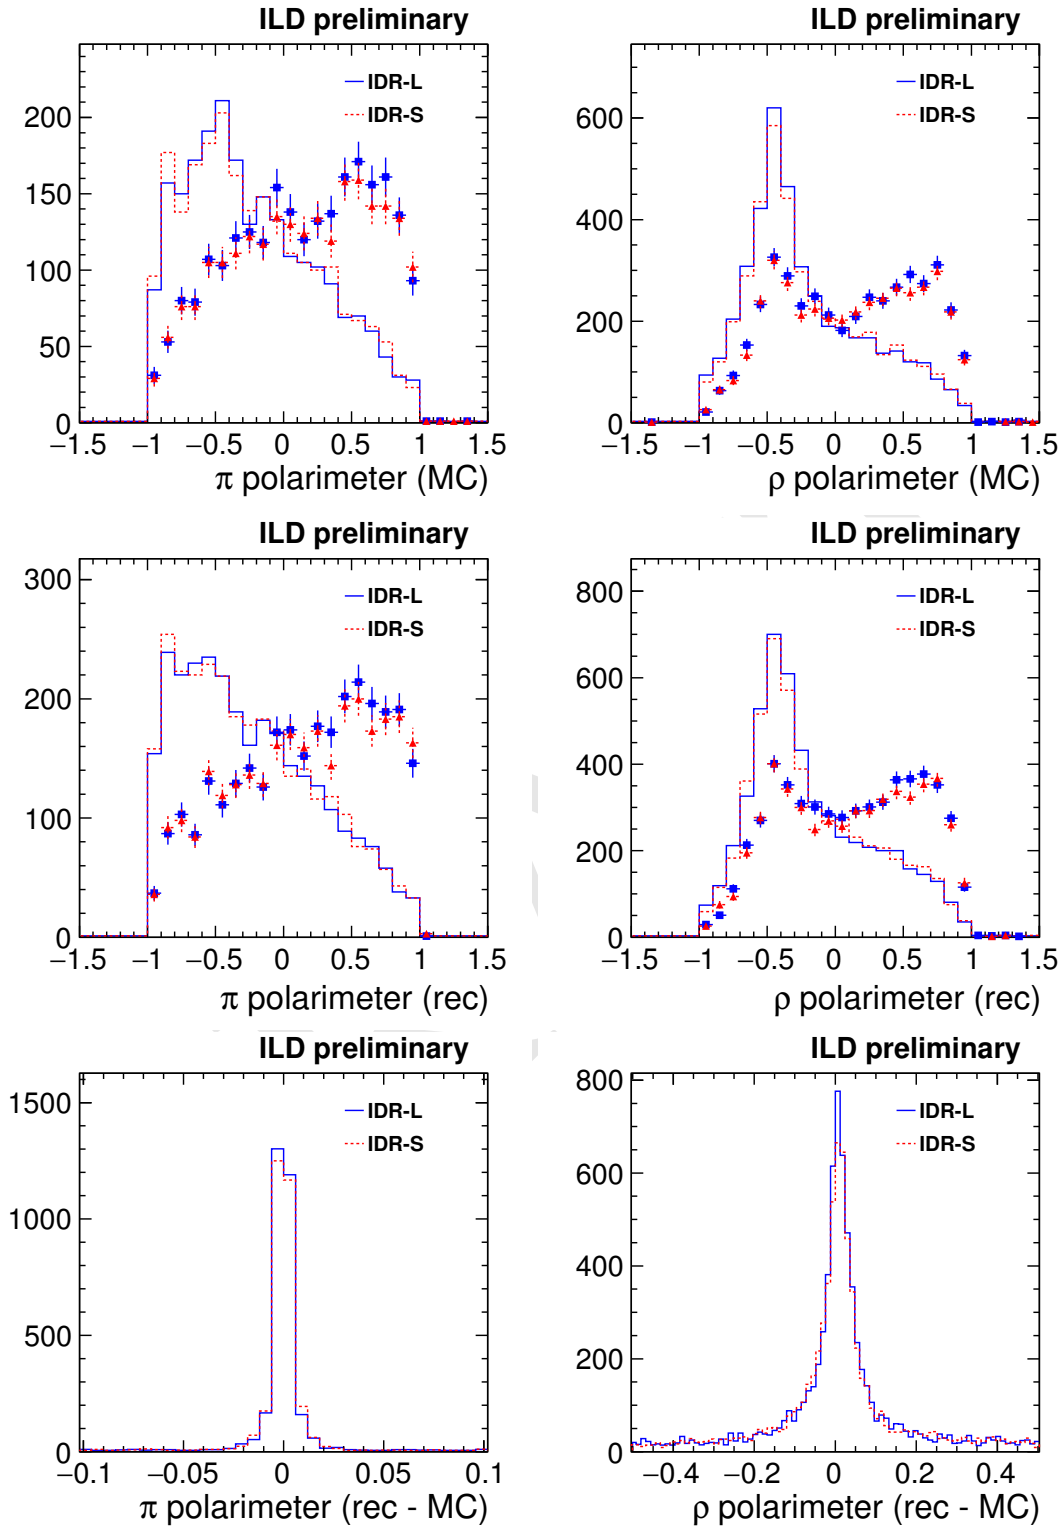 ILD preliminary
IDR-L
IDR-S
200
150
100
50
0
−1.5 −1 −0.5 0 0.5 1 1.5
π polarimeter (MC)
ILD preliminary
IDR-L
IDR-S
600
400
200
0
−1.5 −1 −0.5 0 0.5 1 1.5
ρ polarimeter (MC)
ILD preliminary
IDR-L
IDR-S
300
200
100
0
−1.5 −1 −0.5 0 0.5 1 1.5
π polarimeter (rec)
ILD preliminary
IDR-L
IDR-S
800
600
400
200
0
−1.5 −1 −0.5 0 0.5 1 1.5
ρ polarimeter (rec)
ILD preliminary
IDR-L
IDR-S
1500
1000
500
0
−0.1 −0.05 0 0.05 0.1
π polarimeter (rec - MC)
ILD preliminary
IDR-L
IDR-S
800
600
400
200
0
−0.4 −0.2 0 0.2 0.4
ρ polarimeter (rec - MC)